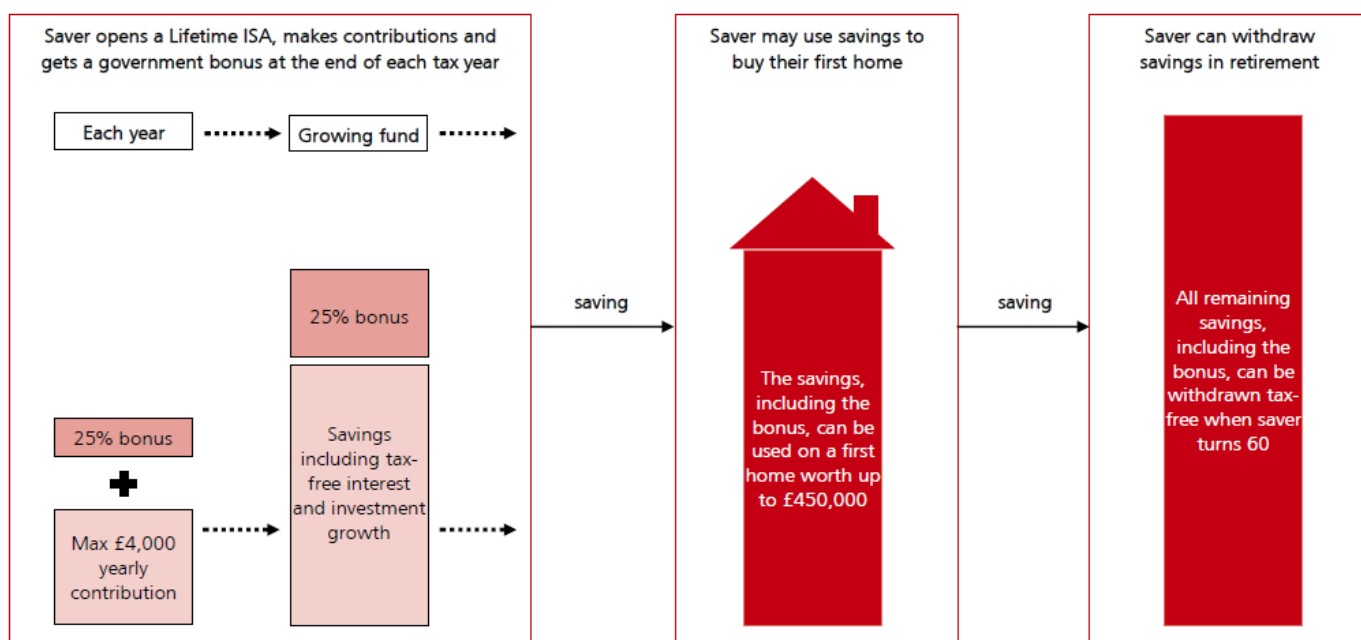 Saver opens a Lifetime ISA, makes contributions and
gets a government bonus at the end of each tax year
Each year
Growing fund
25% bonus
25% bonus
Savings
including tax-
free interest
and investment
growth
Max £4,000
yearly
contribution
saving
Saver may use savings to
buy their first home
The savings,
including the
bonus, can be
used on a first
home worth up
to £450,000
saving
Saver can withdraw
savings in retirement
All remaining
savings,
including the
bonus, can be
withdrawn tax-
free when saver
turns 60